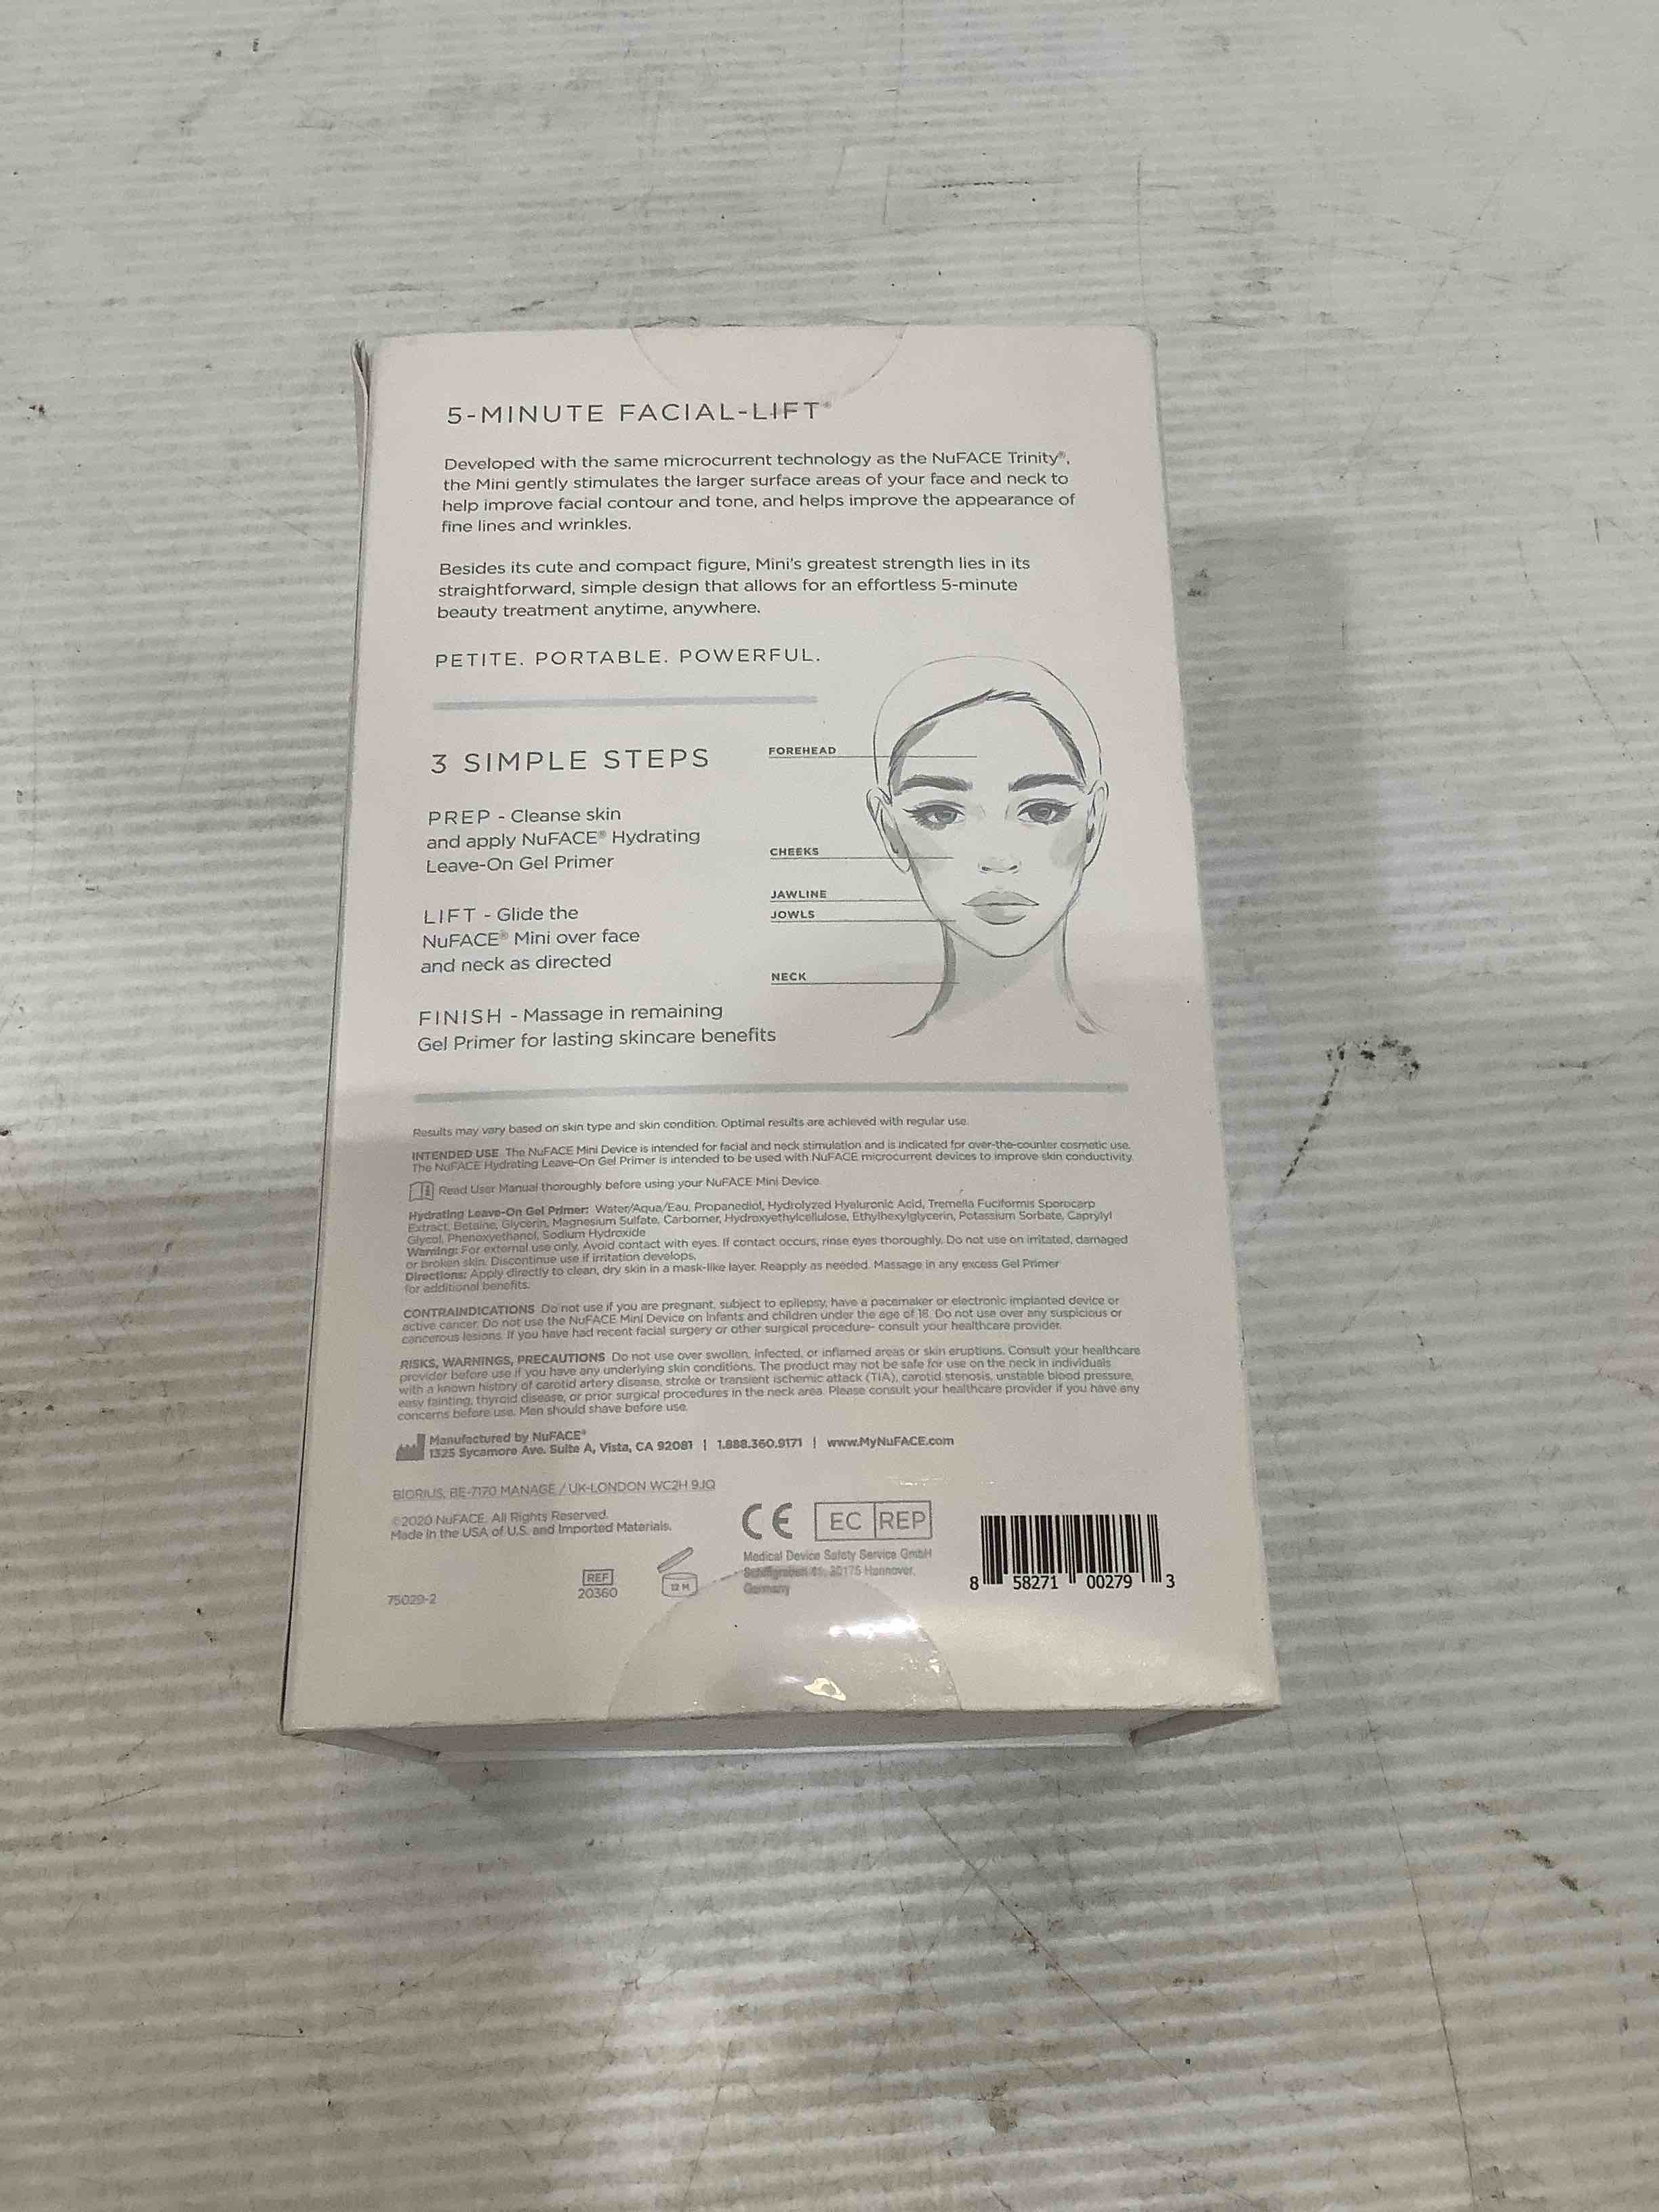 5-MINUTE FACIAL-LIFT®
Developed with the same microcurrent technology as the NuFACE Trinity®,
the Mini gently stimulates the larger surface areas of your face and neck to
help improve facial contour and tone, and helps improve the appearance of
fine lines and wrinkles.
Besides its cute and compact figure, Mini's greatest strength lies in its
straightforward, simple design that allows for an effortless 5-minute
beauty treatment anytime, anywhere.
PETITE. PORTABLE. POWERFUL.
3 SIMPLE STEPS
PREP - Cleanse skin
and apply NuFACE® Hydrating
Leave-On Gel Primer
LIFT - Glide the
NuFACE® Mini over face
and neck as directed
FINISH - Massage in remaining
Gel Primer for lasting skincare benefits
FOREHEAD
CHEEKS
JAWLINE
JOWLS
NECK
Results may vary based on skin type and skin condition. Optimal results are achieved with regular use.
INTENDED USE The NuFACE Mini Device is intended for facial and neck stimulation and is indicated for over-the-counter cosmetic use.
The NuFACE Hydrating Leave-On Gel Primer is intended to be used with NuFACE microcurrent devices to improve skin conductivity.
Read User Manual thoroughly before using your NuFACE Mini Device.
Hydrating Leave-On Gel Primer: Water/Aqua/Eau, Propanediol, Hydrolyzed Hyaluronic Acid, Tremella Fuciformis Sporocarp
Extract, Betaine, Glycerin, Magnesium Sulfate, Carbomer, Hydroxyethylcellulose, Ethylhexylglycerin, Potassium Sorbate, Caprylyl
Glycol, Phenoxyethanol, Sodium Hydroxide
Warning: For external use only. Avoid contact with eyes. If contact occurs, rinse eyes thoroughly. Do not use on irritated, damaged
or broken skin. Discontinue use if irritation develops.
Directions: Apply directly to clean, dry skin in a mask-like layer. Reapply as needed. Massage in any excess Gel Primer
for additional benefits.
CONTRAINDICATIONS Do not use if you are pregnant, subject to epilepsy, have a pacemaker or electronic implanted device or
active cancer. Do not use the NuFACE Mini Device on infants and children under the age of 18. Do not use over any suspicious or
cancerous lesions. If you have had recent facial surgery or other surgical procedure- consult your healthcare provider.
RISKS, WARNINGS, PRECAUTIONS Do not use over swollen, infected, or inflamed areas or skin eruptions. Consult your healthcare
provider before use if you have any underlying skin conditions. The product may not be safe for use on the neck in individuals
with a known history of carotid artery disease, stroke or transient ischemic attack (TIA), carotid stenosis, unstable blood pressure,
easy fainting, thyroid disease, or prior surgical procedures in the neck area. Please consult your healthcare provider if you have any
concerns before use. Men should shave before use.
Manufactured by NuFACE®
1325 Sycamore Ave. Suite A, Vista, CA 92081 | 1.888.360.9171 | www.MyNuFACE.com
BIORIUS, BE-7170 MANAGE / UK-LONDON WC2H 9JQ
©2020 NuFACE. All Rights Reserved.
Made in the USA of U.S. and Imported Materials.
CE EC REP
Medical Device Safety Service GmbH
Schiffgraben 41, 30175 Hannover,
Germany
75029-2
REF
20360
12 M
8 58271 00279 3